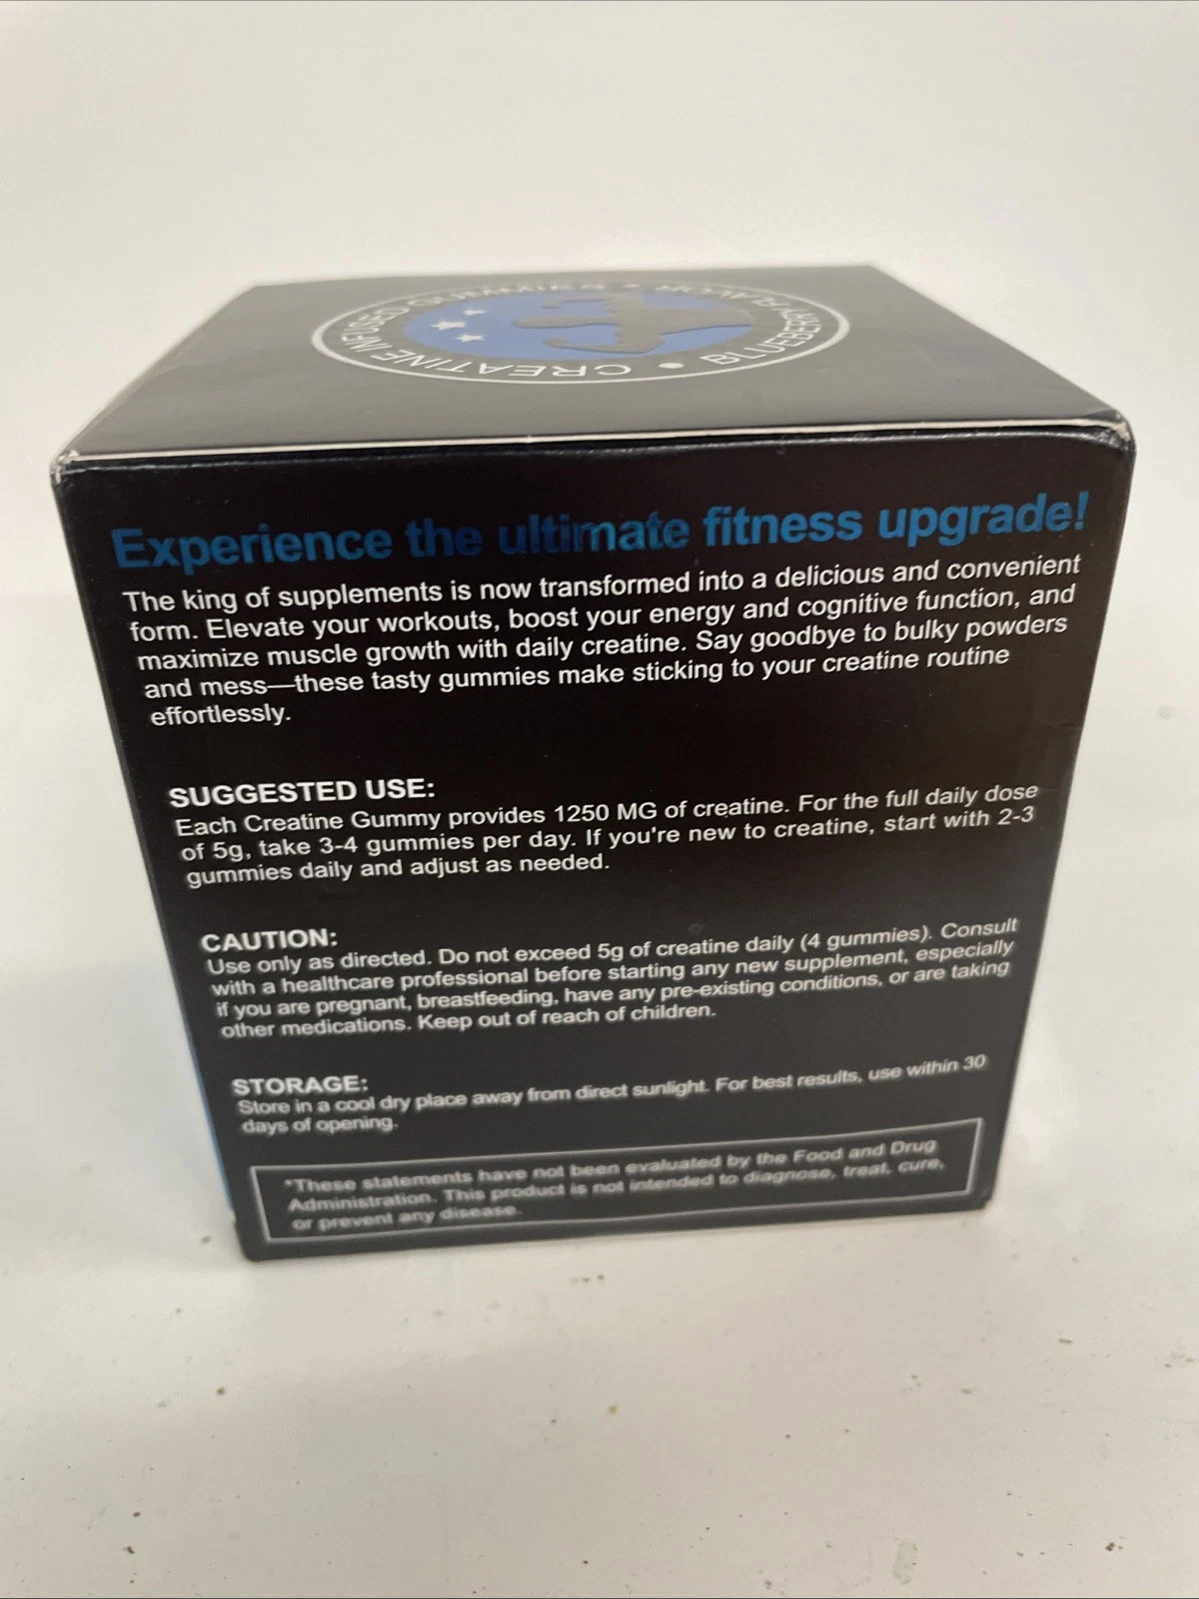 CREATINE INFUSED GUMMIES • BLUEBERRY FLAVOR •
Experience the ultimate fitness upgrade!
The king of supplements is now transformed into a delicious and convenient
form. Elevate your workouts, boost your energy and cognitive function, and
maximize muscle growth with daily creatine. Say goodbye to bulky powders
and mess—these tasty gummies make sticking to your creatine routine
effortlessly.
SUGGESTED USE:
Each Creatine Gummy provides 1250 MG of creatine. For the full daily dose
of 5g, take 3-4 gummies per day. If you're new to creatine, start with 2-3
gummies daily and adjust as needed.
CAUTION:
Use only as directed. Do not exceed 5g of creatine daily (4 gummies). Consult
with a healthcare professional before starting any new supplement, especially
if you are pregnant, breastfeeding, have any pre-existing conditions, or are taking
other medications. Keep out of reach of children.
STORAGE:
Store in a cool dry place away from direct sunlight. For best results, use within 30
days of opening.
*These statements have not been evaluated by the Food and Drug
Administration. This product is not intended to diagnose, treat, cure,
or prevent any disease.